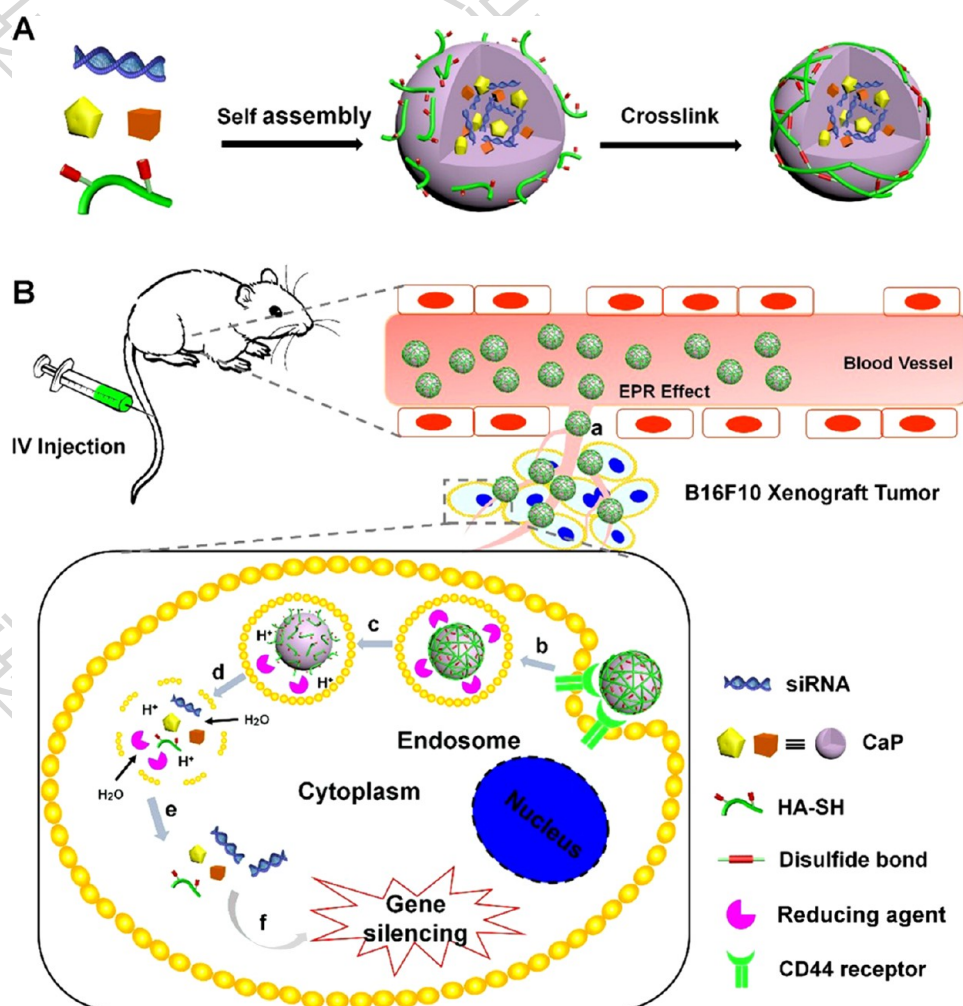 A
Self assembly
Crosslink
B
IV Injection
Blood Vessel
EPR Effect
a
B16F10 Xenograft Tumor
H⁺
c
b
d
H⁺
H⁺
H₂O
H⁺
H₂O
Endosome
Cytoplasm
Nucleus
e
f
Gene
silencing
siRNA
≡
CaP
HA-SH
Disulfide bond
Reducing agent
CD44 receptor